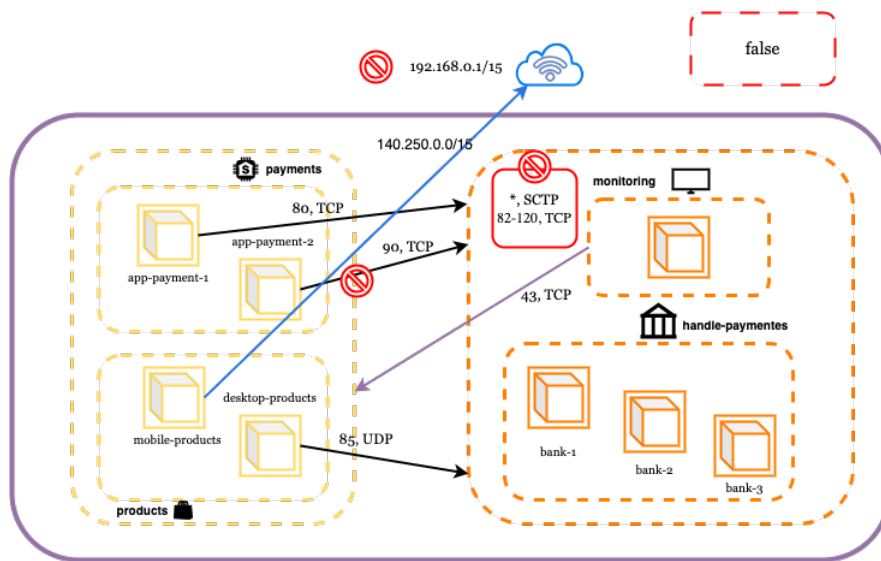 false
192.168.0.1/15
140.250.0.0/15
payments
80, TCP
app-payment-1
app-payment-2
90, TCP
*, SCTP
82-120, TCP
monitoring
43, TCP
handle-paymentes
desktop-products
mobile-products
85, UDP
products
bank-1
bank-2
bank-3